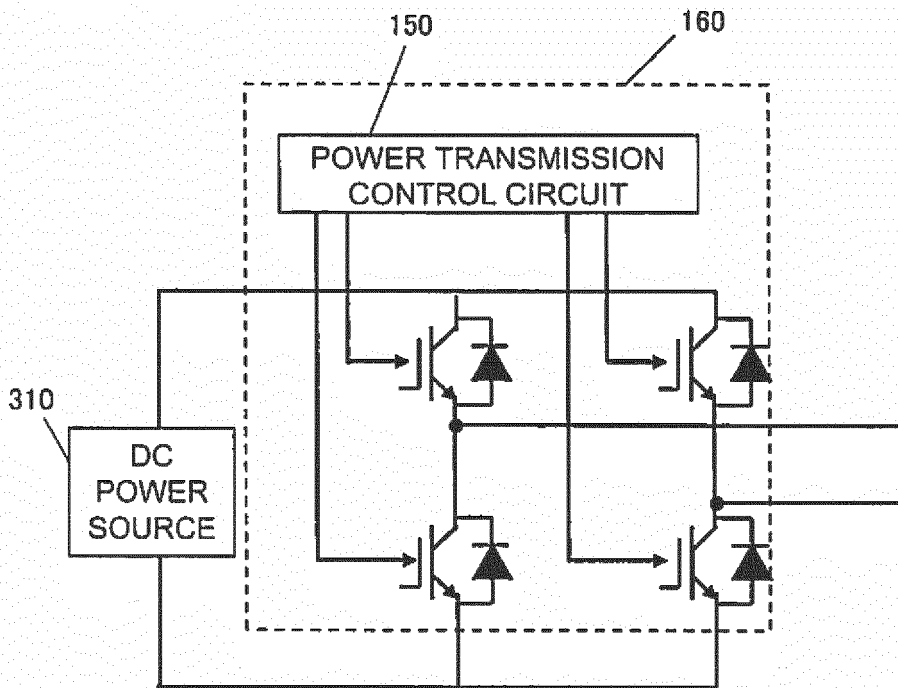 150
160
POWER TRANSMISSION
CONTROL CIRCUIT
310
DC
POWER
SOURCE